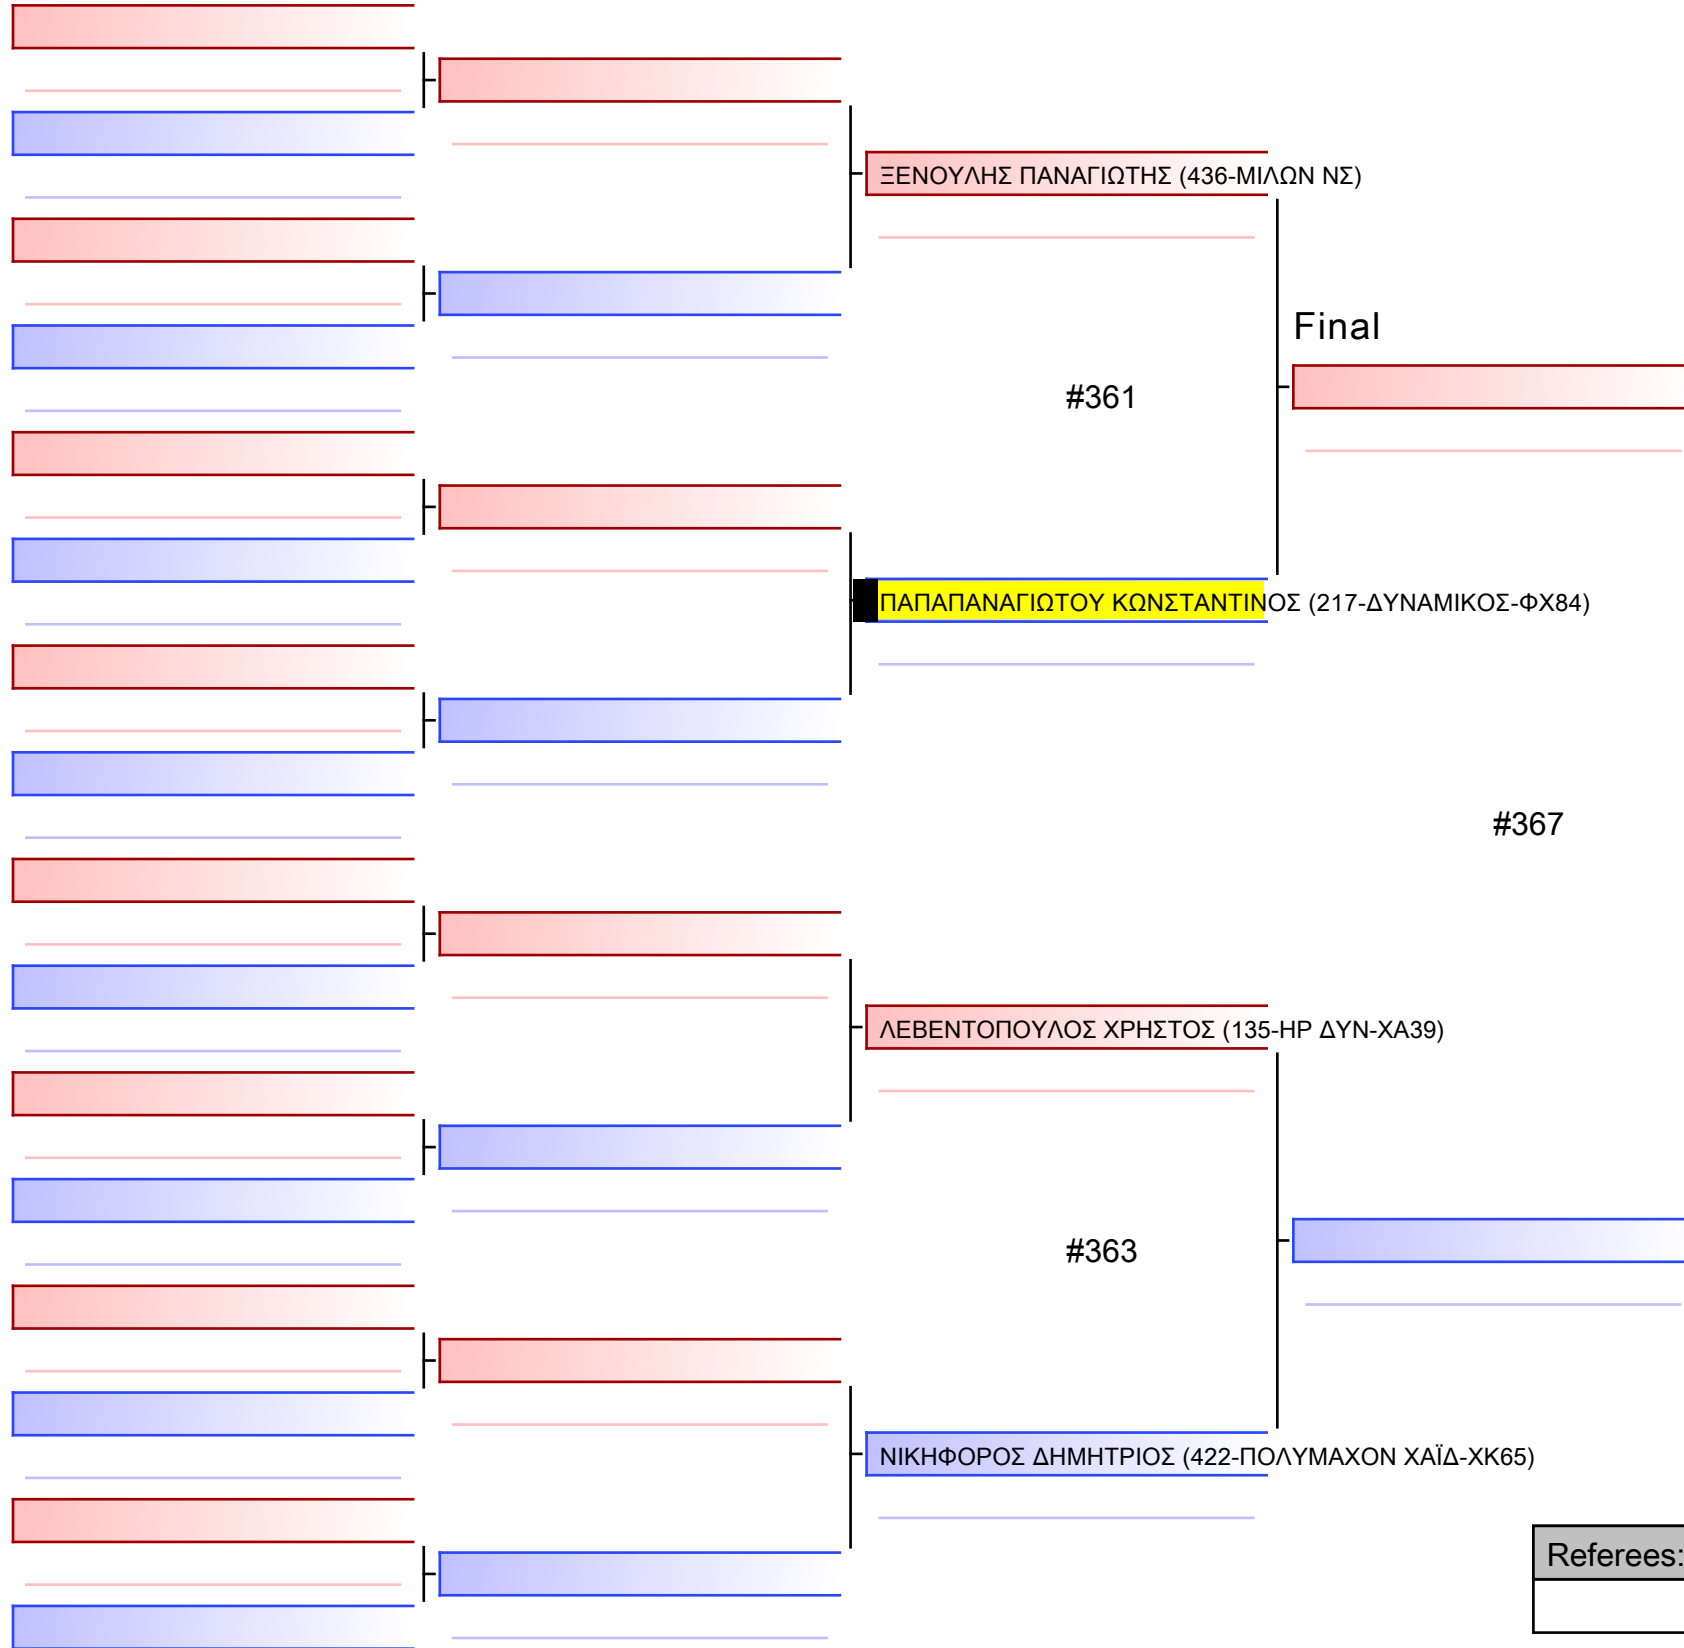 ΞΕΝΟΥΛΗΣ ΠΑΝΑΓΙΩΤΗΣ (436-ΜΙΛΩΝ ΝΣ)
Final
#361
ΠΑΠΑΠΑΝΑΓΙΩΤΟΥ ΚΩΝΣΤΑΝΤΙΝΟΣ (217-ΔΥΝΑΜΙΚΟΣ-ΦΧ84)
#367
ΛΕΒΕΝΤΟΠΟΥΛΟΣ ΧΡΗΣΤΟΣ (135-ΗΡ ΔΥΝ-ΧΑ39)
#363
ΝΙΚΗΦΟΡΟΣ ΔΗΜΗΤΡΙΟΣ (422-ΠΟΛΥΜΑΧΟΝ ΧΑΪΔ-ΧΚ65)
Referees: